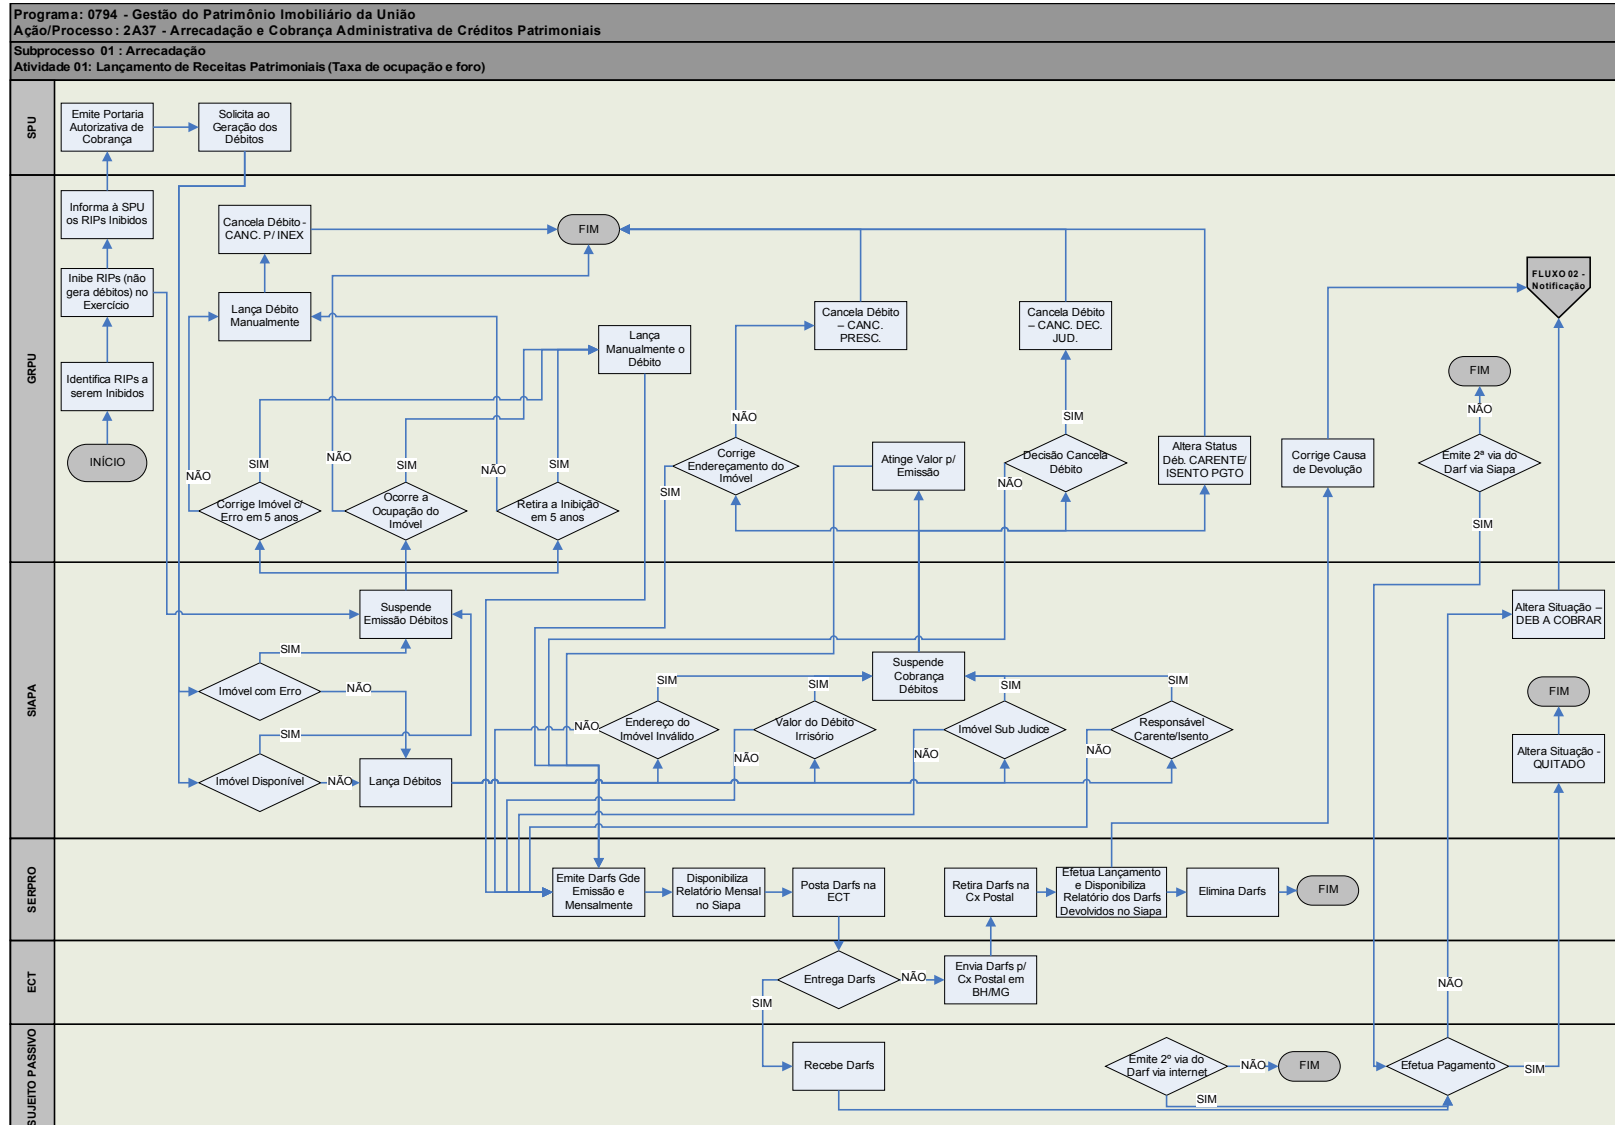 Programa: 0794 - Gestão do Patrimônio Imobiliário da União
Ação/Processo: 2A37 - Arrecadação e Cobrança Administrativa de Créditos Patrimoniais
Subprocesso 01 : Arrecadação
Atividade 01: Lançamento de Receitas Patrimoniais (Taxa de ocupação e foro)
SPU
Emite Portaria
Autorizativa de
Cobrança
Solicita ao
Geração dos
Débitos
GRPU
Informa à SPU
os RIPs Inibidos
Inibe RIPs (não
gera débitos) no
Exercício
Identifica RIPs a
serem Inibidos
INÍCIO
Cancela Débito -
CANC. P/ INEX
Lança Débito
Manualmente
FIM
Lança
Manualmente o
Débito
NÃO
SIM
NÃO
SIM
NÃO
SIM
Corrige Imóvel c/
Erro em 5 anos
Ocorre a
Ocupação do
Imóvel
Retira a Inibição
em 5 anos
Cancela Débito
– CANC.
PRESC.
Cancela Débito
– CANC. DEC.
JUD.
NÃO
SIM
Corrige
Endereçamento do
Imóvel
SIM
Atinge Valor p/
Emissão
Decisão Cancela
Débito
NÃO
Altera Status
Déb. CARENTE/
ISENTO PGTO
Corrige Causa
de Devolução
FLUXO 02 -
Notificação
FIM
NÃO
Emite 2ª via do
Darf via Siapa
SIM
SIAPA
Suspende
Emissão Débitos
SIM
Imóvel com Erro
NÃO
SIM
Imóvel Disponível
NÃO
Lança Débitos
Suspende
Cobrança
Débitos
SIM
SIM
SIM
SIM
NÃO
Endereço do
Imóvel Inválido
Valor do Débito
Irrisório
NÃO
Imóvel Sub Judice
NÃO
Responsável
Carente/Isento
NÃO
Altera Situação –
DEB A COBRAR
FIM
Altera Situação -
QUITADO
SERPRO
Emite Darfs Gde
Emissão e
Mensalmente
Disponibiliza
Relatório Mensal
no Siapa
Posta Darfs na
ECT
Retira Darfs na
Cx Postal
Efetua Lançamento
e Disponibiliza
Relatório dos Darfs
Devolvidos no Siapa
Elimina Darfs
FIM
ECT
Entrega Darfs
NÃO
Envia Darfs p/
Cx Postal em
BH/MG
SIM
NÃO
SUJEITO PASSIVO
Recebe Darfs
Emite 2º via do
Darf via internet
NÃO
FIM
SIM
Efetua Pagamento
SIM